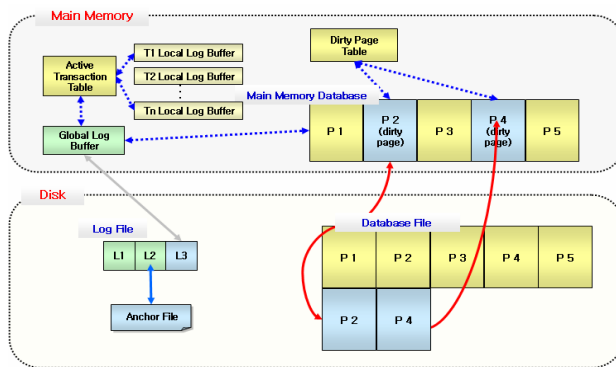 Main Memory
T1 Local Log Buffer
Dirty Page
Table
Active
Transaction
Table
T2 Local Log Buffer
Main Memory Database
Tn Local Log Buffer
Global Log
Buffer
P 1
P 2
(dirty
page)
P 3
P 4
(dirty
page)
P 5
Disk
Log File
Database File
L1
L2
L3
P 1
P 2
P 3
P 4
P 5
Anchor File
P 2
P 4